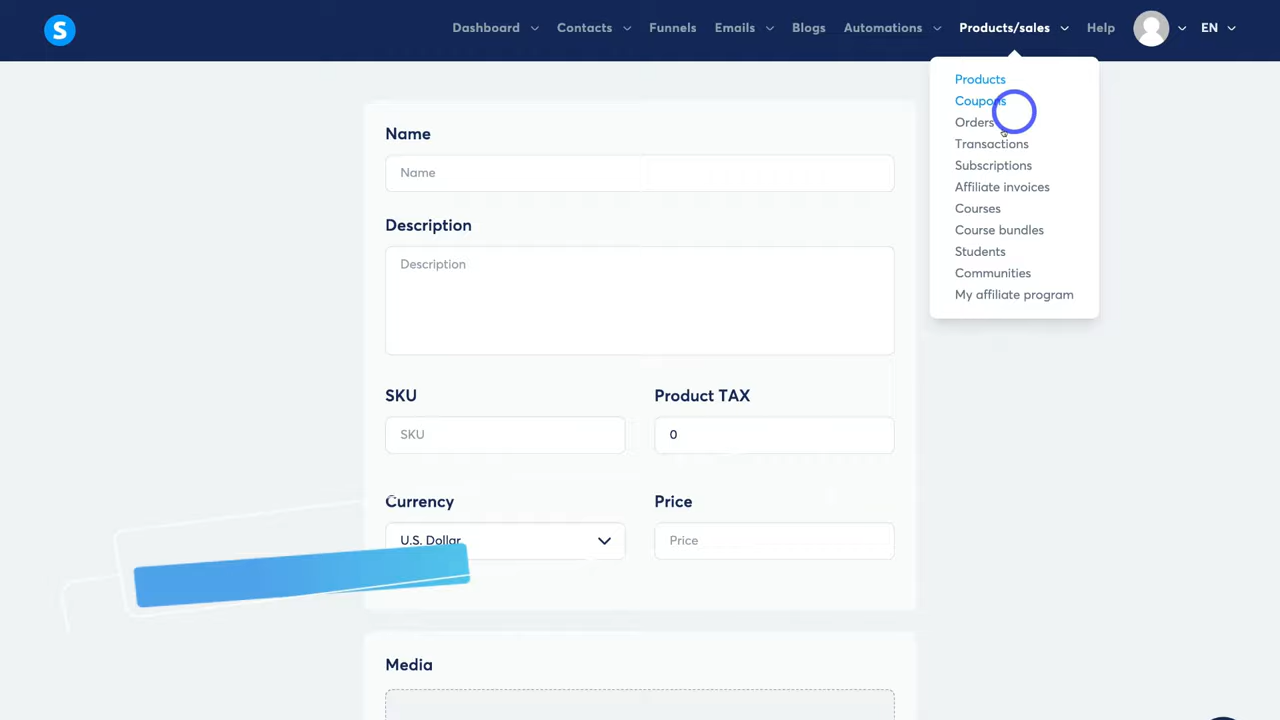 S
Dashboard Contacts Funnels Emails Blogs Automations Products/sales Help EN
Products
Coupons
Orders
Transactions
Subscriptions
Affiliate invoices
Courses
Course bundles
Students
Communities
My affiliate program
Name
Name
Description
Description
SKU Product TAX
SKU 0
Currency Price
U.S. Dollar Price
Media